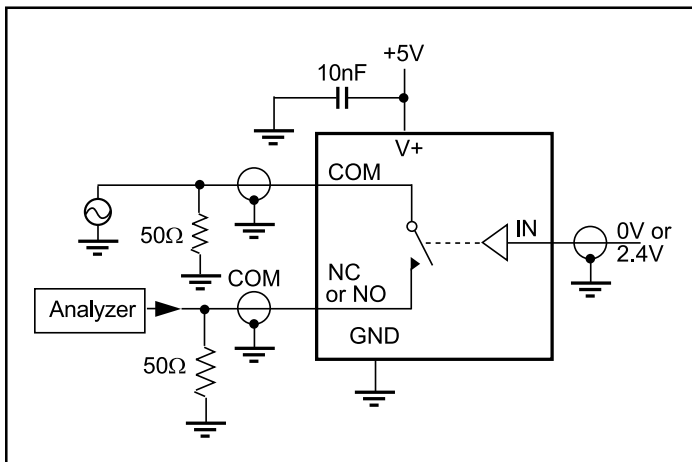 +5V
10nF
V+
COM
IN
0V or
2.4V
50Ω
COM
NC
or NO
Analyzer
GND
50Ω